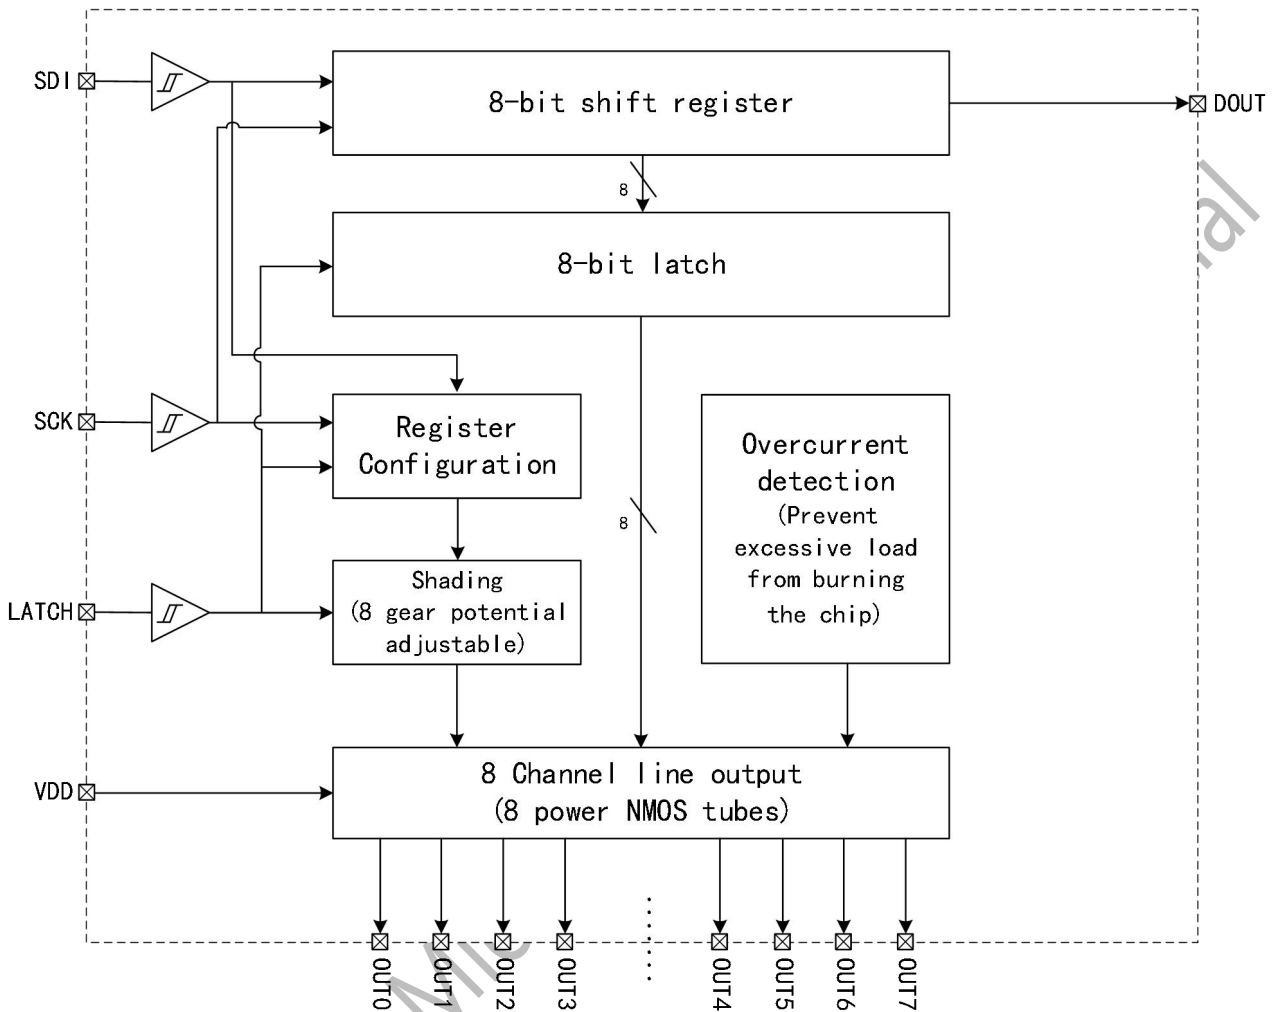 SDI
8-bit shift register
DOUT
8
8-bit latch
SCK
Register
Configuration
Overcurrent
detection
(Prevent
excessive load
from burning
the chip)
8
LATCH
Shading
(8 gear potential
adjustable)
VDD
8 Channel line output
(8 power NMOS tubes)
OUT0
OUT1
OUT2
OUT3
OUT4
OUT5
OUT6
OUT7